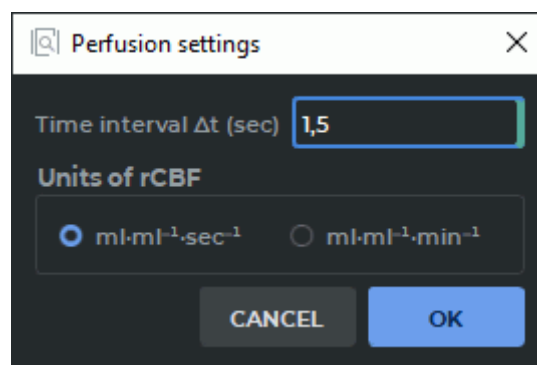 Perfusion settings
Time interval Δt (sec) 1,5
Units of rCBF
ml·ml⁻¹·sec⁻¹ ml·ml⁻¹·min⁻¹
CANCEL OK